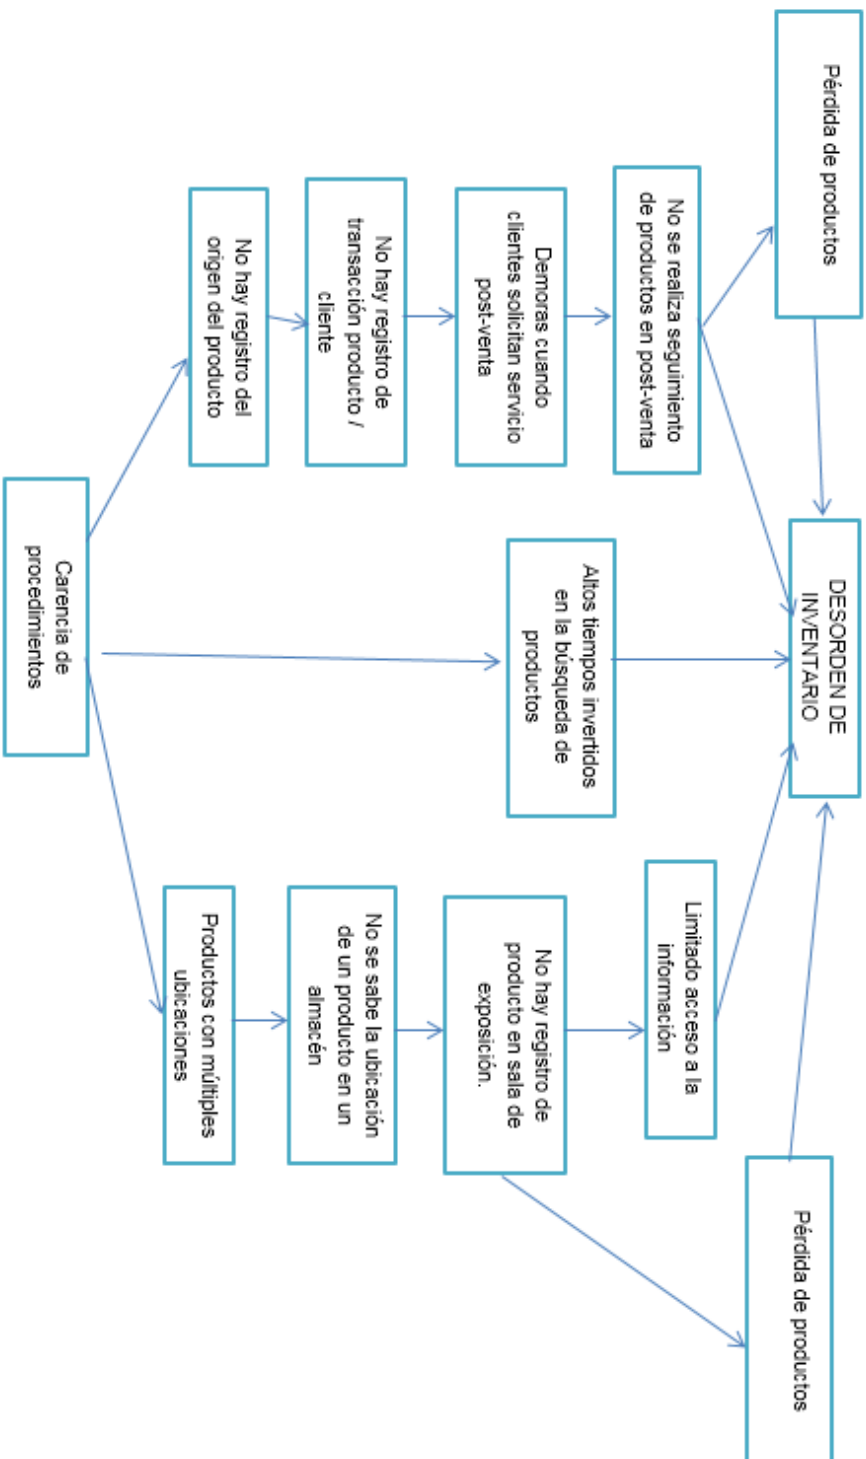 Pérdida de productos
DESORDEN DE
INVENTARIO
Pérdida de productos
No se realiza seguimiento
de productos en post-venta
Limitado acceso a la
información
Altos tiempos invertidos
en la búsqueda de
productos
Demoras cuando
clientes solicitan servicio
post-venta
No hay registro de
producto en sala de
exposición.
No hay registro de
transacción producto /
cliente
No se sabe la ubicación
de un producto en un
almacén
No hay registro del
origen del producto
Productos con múltiples
ubicaciones
Carencia de
procedimientos